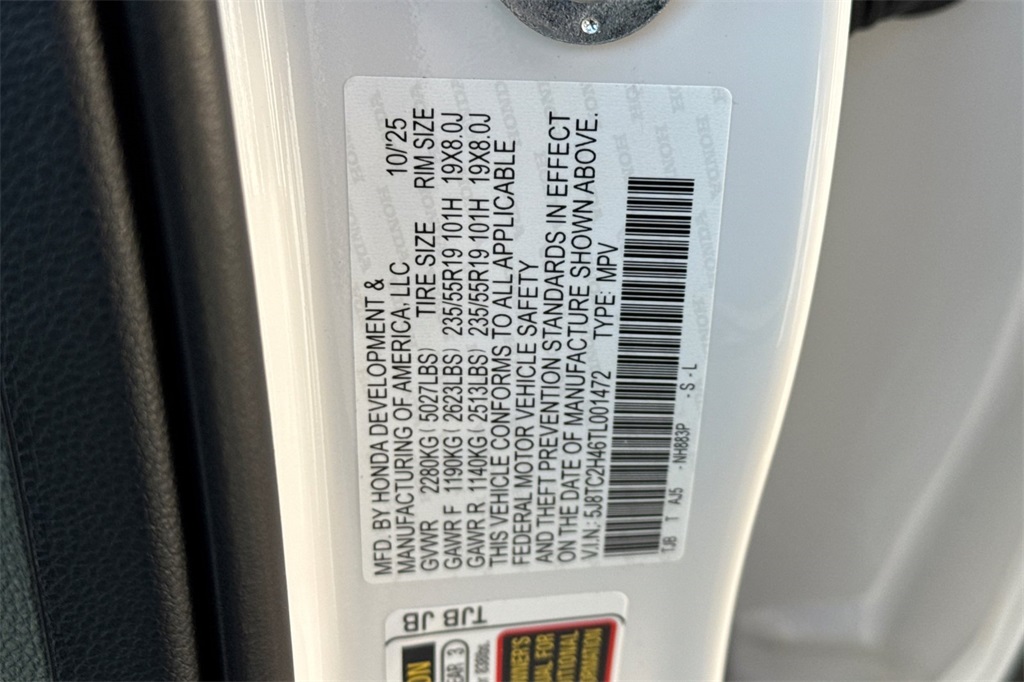 MFD. BY HONDA DEVELOPMENT &
MANUFACTURING OF AMERICA, LLC 10/'25
GVWR 2280KG ( 5027LBS) TIRE SIZE RIM SIZE
GAWR F 1190KG ( 2623LBS) 235/55R19 101H 19X8.0J
GAWR R 1140KG ( 2513LBS) 235/55R19 101H 19X8.0J
THIS VEHICLE CONFORMS TO ALL APPLICABLE
FEDERAL MOTOR VEHICLE SAFETY
AND THEFT PREVENTION STANDARDS IN EFFECT
ON THE DATE OF MANUFACTURE SHOWN ABOVE.
V.I.N.: 5J8TC2H46TL001472 TYPE: MPV
TJB T AJ5 -NH883P -S -L
TJB JB